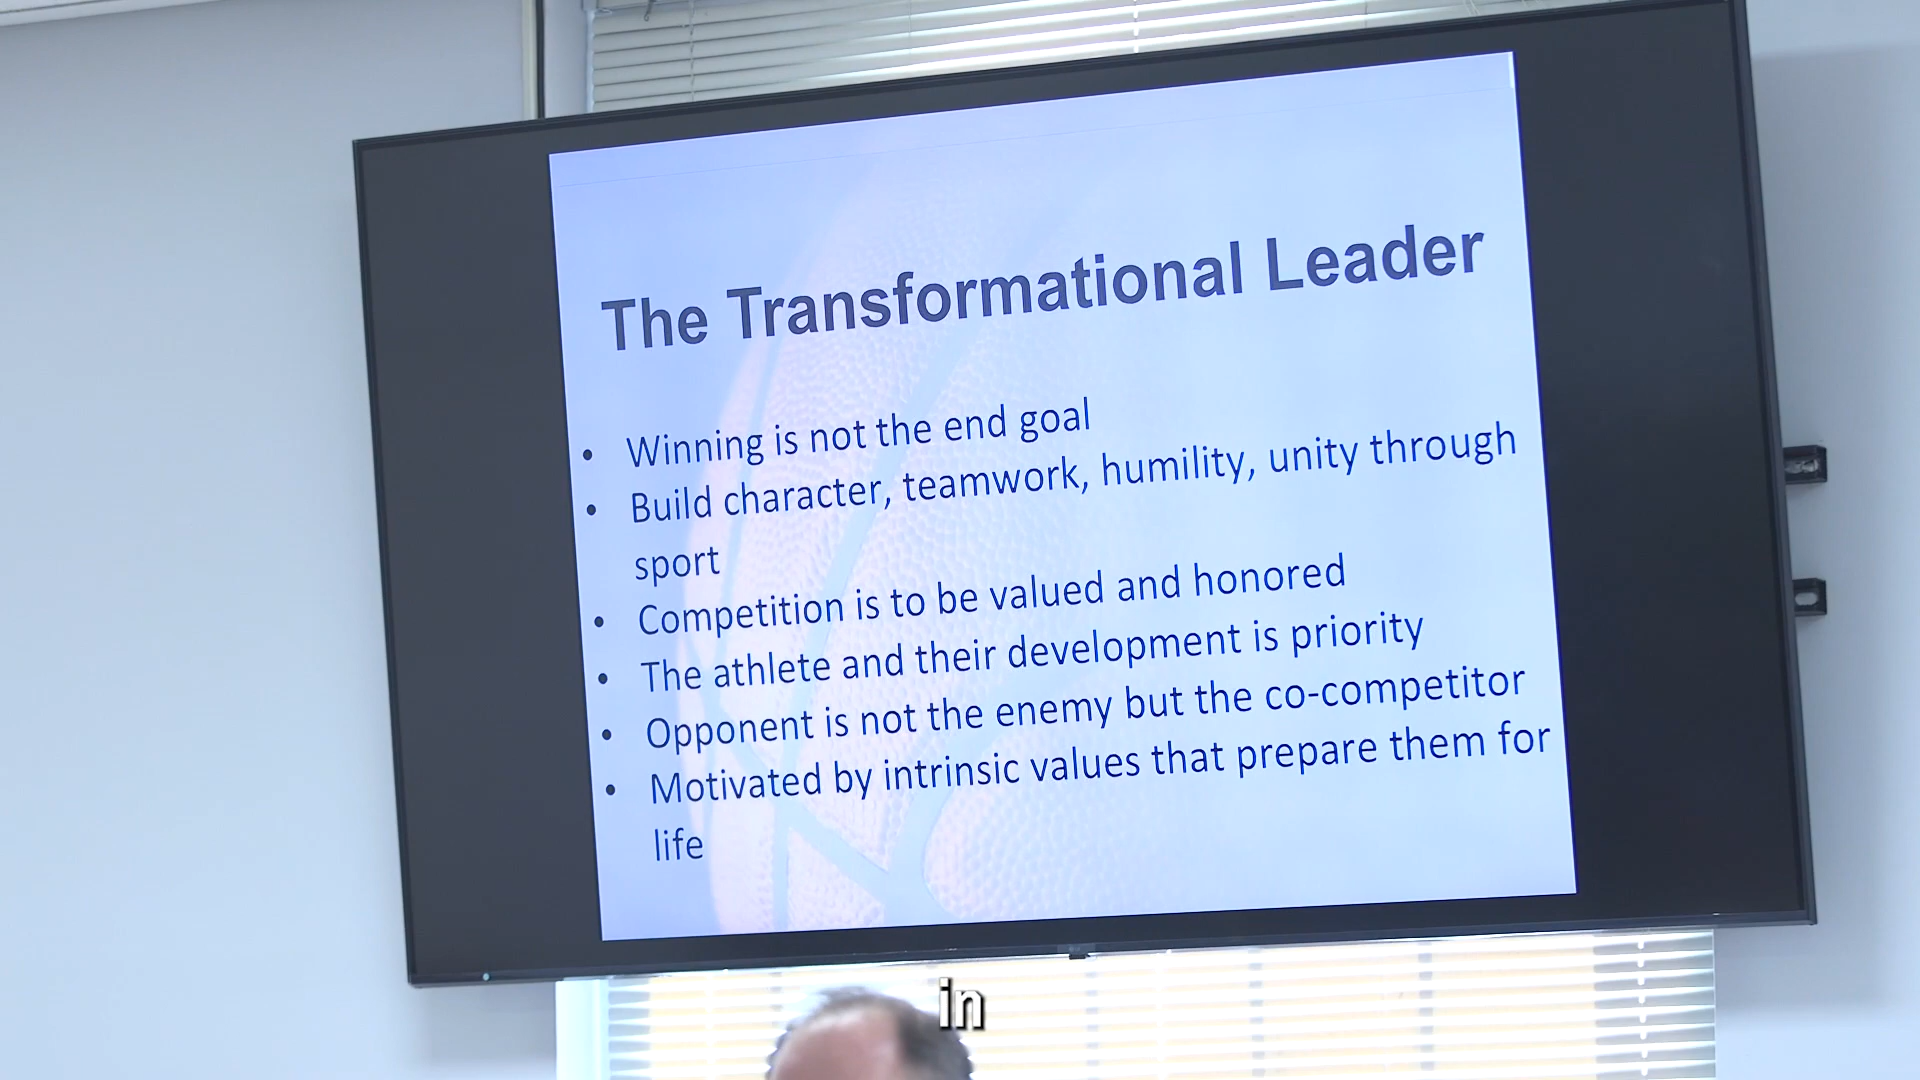 The Transformational Leader
• Winning is not the end goal
• Build character, teamwork, humility, unity through
sport
• Competition is to be valued and honored
• The athlete and their development is priority
• Opponent is not the enemy but the co-competitor
• Motivated by intrinsic values that prepare them for
life
in